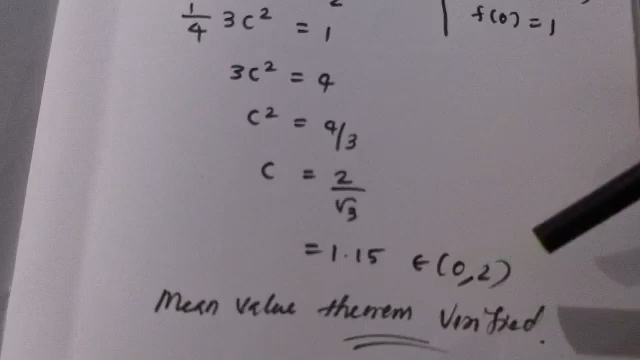 1/4 3c² = 1
f(0) = 1
3c² = 4
c² = 4/3
c = 2/√3
= 1.15 ∈ (0,2)
Mean value theorem Verified.